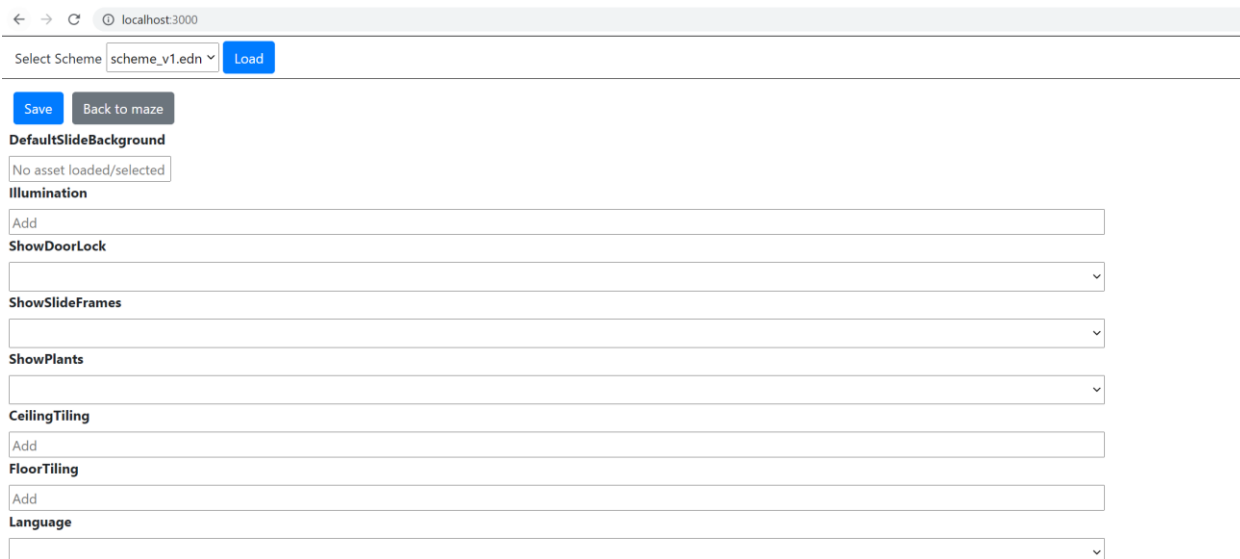 localhost:3000
Select Scheme scheme_v1.edn Load
Save Back to maze
DefaultSlideBackground
No asset loaded/selected
Illumination
Add
ShowDoorLock
ShowSlideFrames
ShowPlants
CeilingTiling
Add
FloorTiling
Add
Language